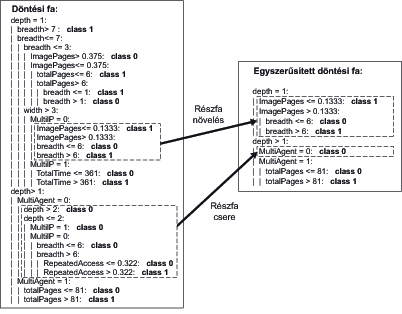 Döntési fa:
depth = 1:
| breadth> 7 : class 1
| breadth<= 7:
| | breadth <= 3:
| | | ImagePages> 0.375: class 0
| | | ImagePages<= 0.375:
| | | | totalPages<= 6: class 1
| | | | totalPages> 6:
| | | | | breadth <= 1: class 1
| | | | | breadth > 1: class 0
| | width > 3:
| | | MultiIP = 0:
| | | | ImagePages<= 0.1333: class 1
| | | | ImagePages> 0.1333:
| | | | breadth <= 6: class 0
| | | | breadth > 6: class 1
| | | MultiIP = 1:
| | | | TotalTime <= 361: class 0
| | | | TotalTime > 361: class 1
depth> 1:
| MultiAgent = 0:
| | depth > 2: class 0
| | depth <= 2:
| | | MultiIP = 1: class 0
| | | MultiIP = 0:
| | | | breadth <= 6: class 0
| | | | breadth > 6:
| | | | | RepeatedAccess <= 0.322: class 0
| | | | | RepeatedAccess > 0.322: class 1
| MultiAgent = 1:
| | totalPages <= 81: class 0
| | totalPages > 81: class 1
Részfa
növelés
Részfa
csere
Egyszerűsített döntési fa:
depth = 1:
| ImagePages <= 0.1333: class 1
| ImagePages > 0.1333:
| | breadth <= 6: class 0
| | breadth > 6: class 1
depth > 1:
| MultiAgent = 0: class 0
| MultiAgent = 1:
| | totalPages <= 81: class 0
| | totalPages > 81: class 1